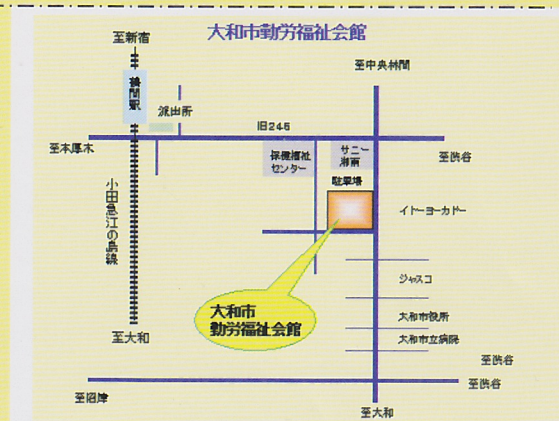 大和市勤労福祉会館
至新宿
至中央林間
鶴間駅
派出所
旧246
至本厚木
至渋谷
保健福祉
センター
サニー
湘南
駐車場
小田急江の島線
イトーヨーカドー
ジャスコ
大和市
勤労福祉会館
大和市役所
大和市立病院
至大和
至渋谷
至渋谷
至沼津
至大和